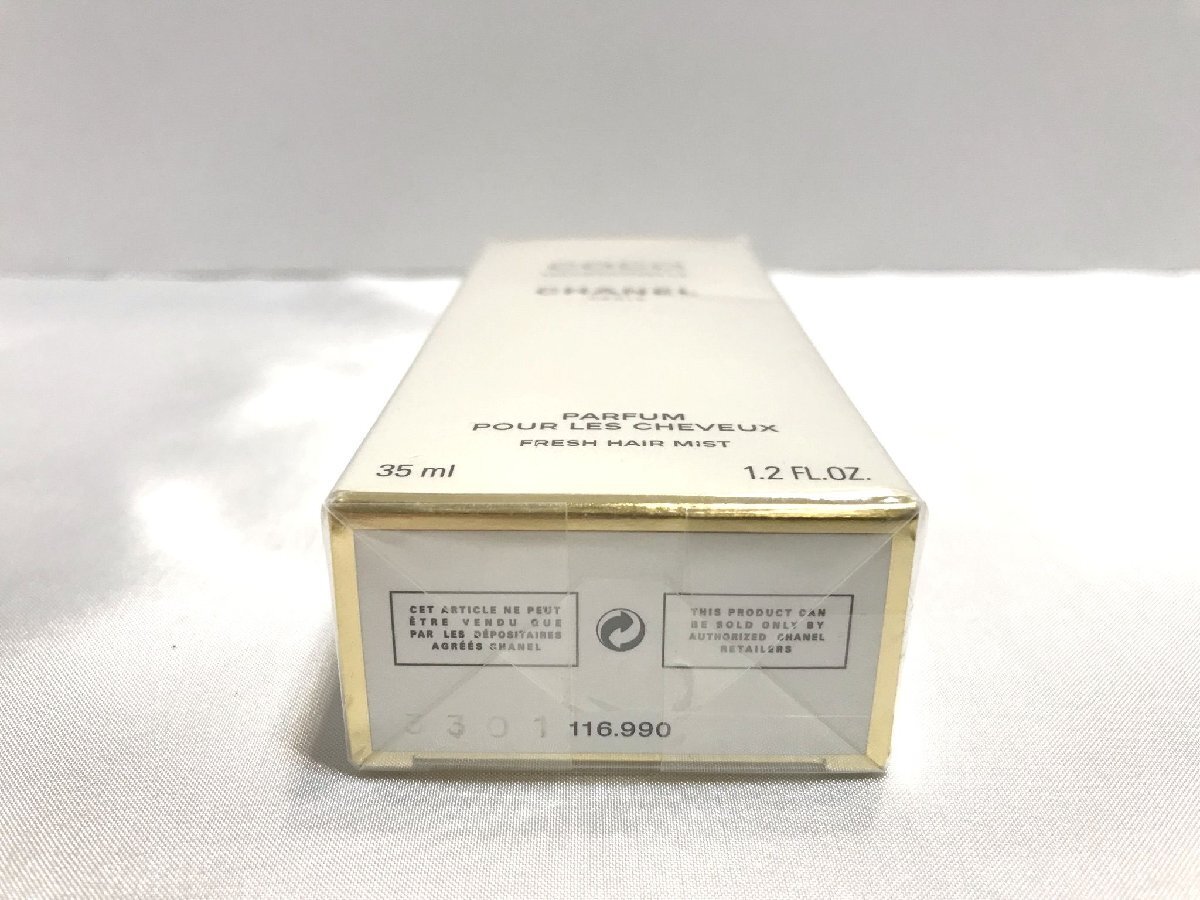 COCO
CHANEL
PARIS
PARFUM
POUR LES CHEVEUX
FRESH HAIR MIST
35 ml
1.2 FL.OZ.
CET ARTICLE NE PEUT
ÊTRE VENDU QUE
PAR LES DÉPOSITAIRES
AGRÉÉS CHANEL
THIS PRODUCT CAN
BE SOLD ONLY BY
AUTHORIZED CHANEL
RETAILERS
3301
116.990